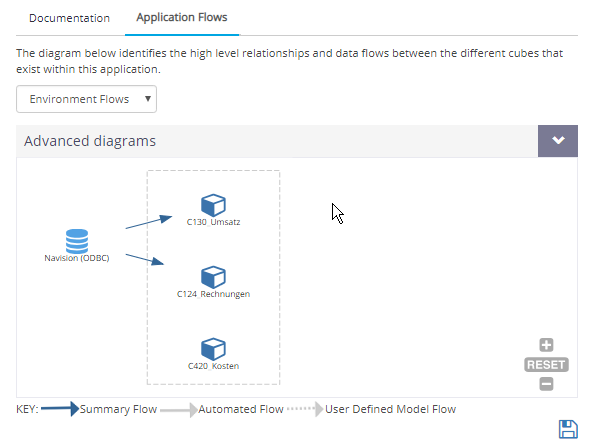 Documentation
Application Flows
The diagram below identifies the high level relationships and data flows between the different cubes that
exist within this application.
Environment Flows
Advanced diagrams
C130_Umsatz
Navision (ODBC)
C124_Rechnungen
C420_Kosten
RESET
KEY: Summary Flow Automated Flow User Defined Model Flow